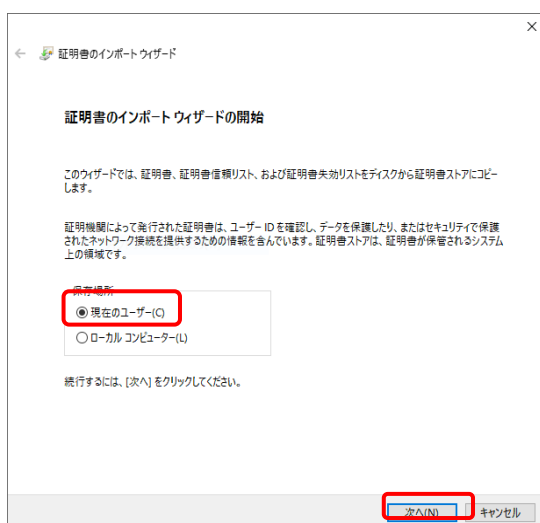 証明書のインポート ウィザード
証明書のインポート ウィザードの開始
このウィザードでは、証明書、証明書信頼リスト、および証明書失効リストをディスクから証明書ストアにコピー
します。
証明機関によって発行された証明書は、ユーザー ID を確認し、データを保護したり、またはセキュリティで保護
されたネットワーク接続を提供するための情報を含んでいます。証明書ストアは、証明書が保管されるシステム
上の領域です。
保存場所
現在のユーザー(C)
ローカル コンピューター(L)
続行するには、[次へ] をクリックしてください。
次へ(N)
キャンセル